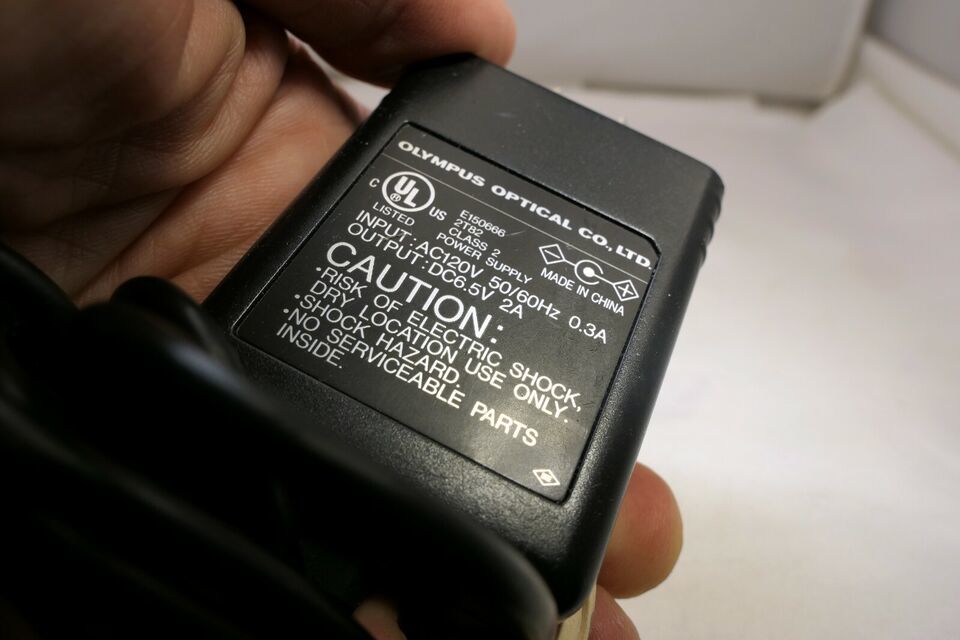 OLYMPUS OPTICAL CO., LTD.
C UL US
LISTED
E150666
2T82
CLASS 2
POWER SUPPLY
MADE IN CHINA
INPUT:AC120V 50/60Hz 0.3A
OUTPUT:DC6.5V 2A
CAUTION:
·RISK OF ELECTRIC SHOCK,
DRY LOCATION USE ONLY.
·SHOCK HAZARD.
·NO SERVICEABLE PARTS
INSIDE.